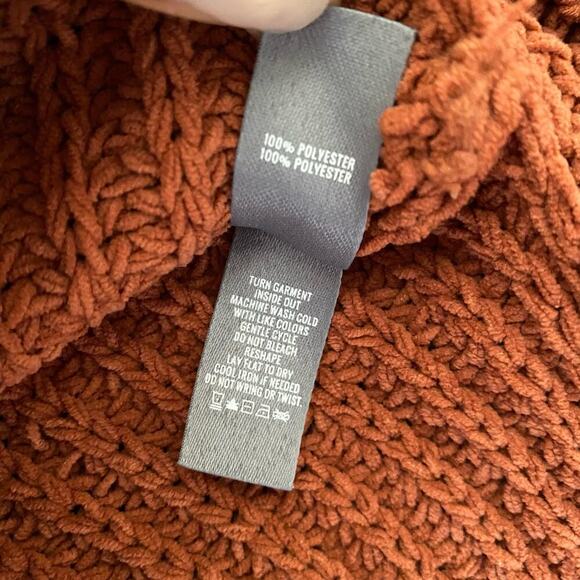 100% POLYESTER
100% POLYESTER
TURN GARMENT
INSIDE OUT
MACHINE WASH COLD
WITH LIKE COLORS
GENTLE CYCLE
DO NOT BLEACH
RESHAPE
LAY FLAT TO DRY
COOL IRON IF NEEDED
DO NOT WRING OR TWIST.